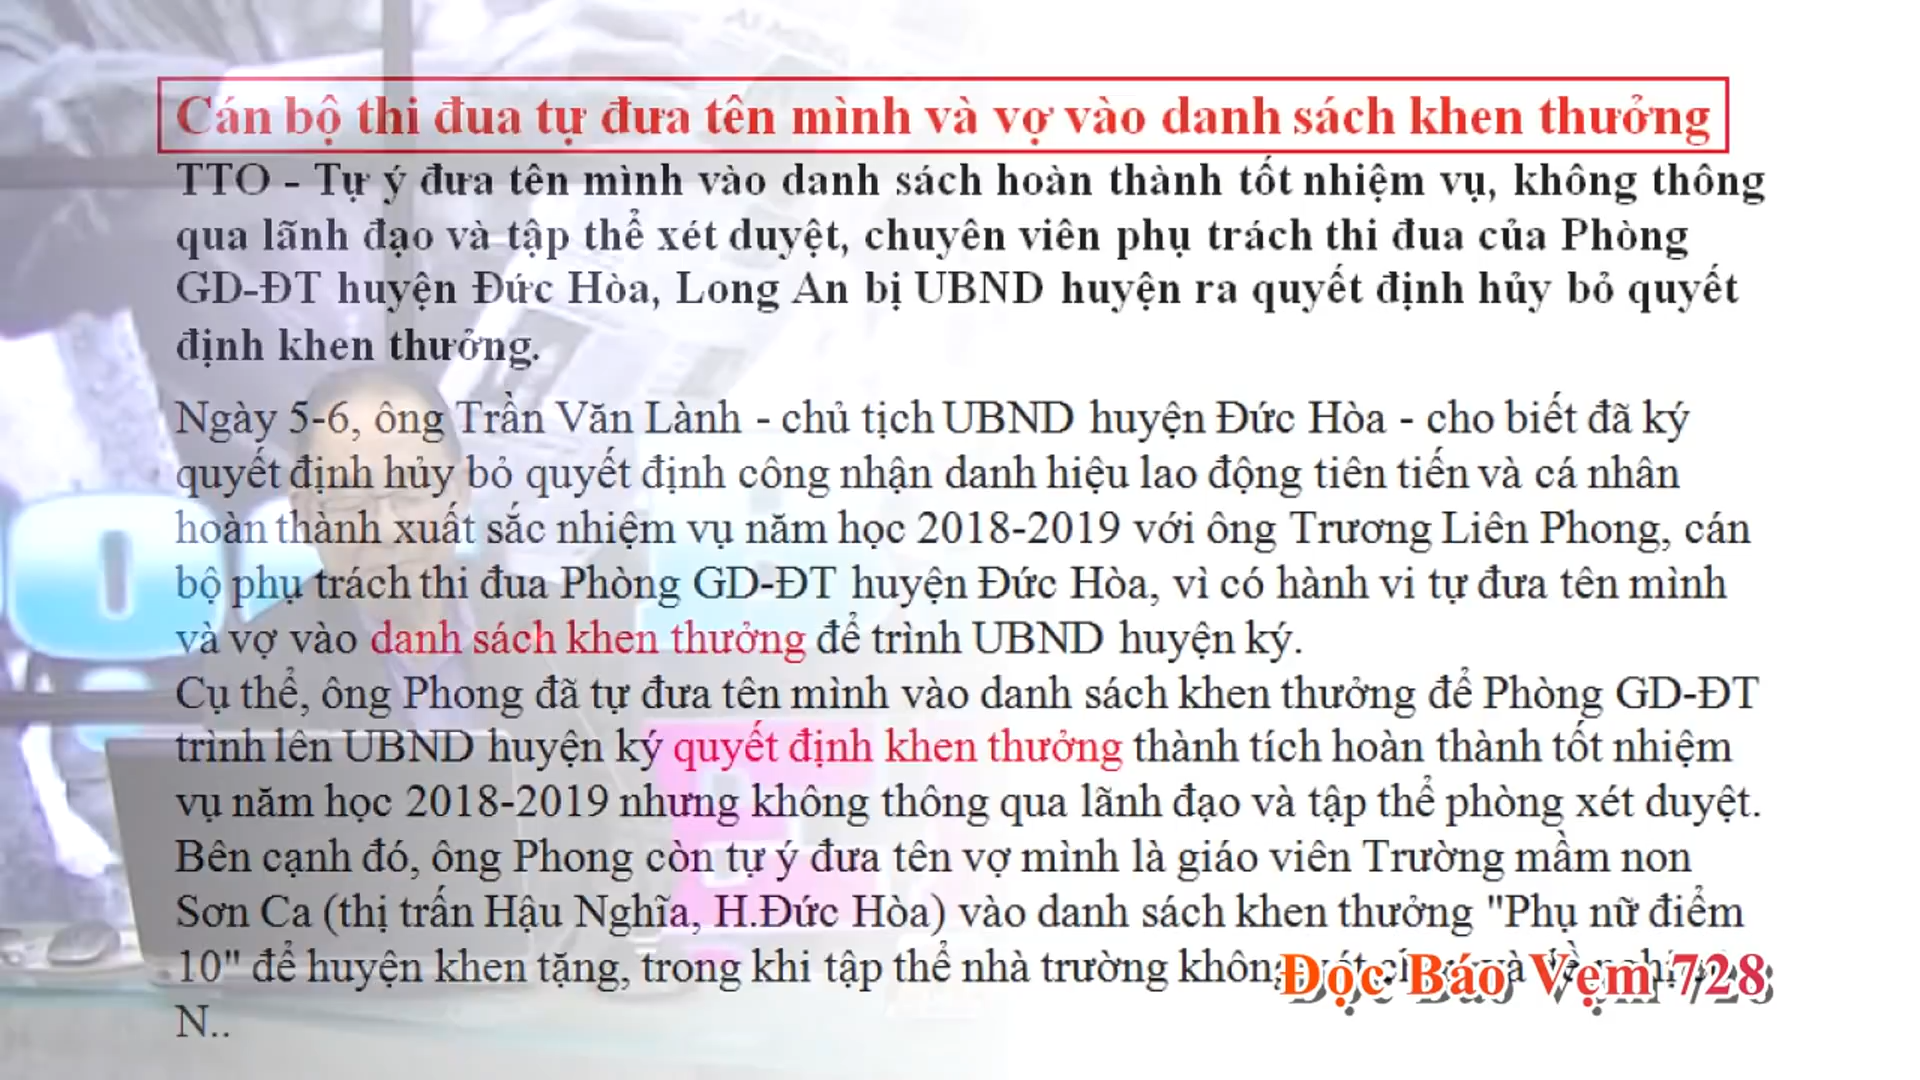 Cán bộ thi đua tự đưa tên mình và vợ vào danh sách khen thưởng
TTO - Tự ý đưa tên mình vào danh sách hoàn thành tốt nhiệm vụ, không thông
qua lãnh đạo và tập thể xét duyệt, chuyên viên phụ trách thi đua của Phòng
GD-ĐT huyện Đức Hòa, Long An bị UBND huyện ra quyết định hủy bỏ quyết
định khen thưởng.
Ngày 5-6, ông Trần Văn Lành - chủ tịch UBND huyện Đức Hòa - cho biết đã ký
quyết định hủy bỏ quyết định công nhận danh hiệu lao động tiên tiến và cá nhân
hoàn thành xuất sắc nhiệm vụ năm học 2018-2019 với ông Trương Liên Phong, cán
bộ phụ trách thi đua Phòng GD-ĐT huyện Đức Hòa, vì có hành vi tự đưa tên mình
và vợ vào danh sách khen thưởng để trình UBND huyện ký.
Cụ thể, ông Phong đã tự đưa tên mình vào danh sách khen thưởng để Phòng GD-ĐT
trình lên UBND huyện ký quyết định khen thưởng thành tích hoàn thành tốt nhiệm
vụ năm học 2018-2019 nhưng không thông qua lãnh đạo và tập thể phòng xét duyệt.
Bên cạnh đó, ông Phong còn tự ý đưa tên vợ mình là giáo viên Trường mầm non
Sơn Ca (thị trấn Hậu Nghĩa, H.Đức Hòa) vào danh sách khen thưởng "Phụ nữ điểm
10" để huyện khen tặng, trong khi tập thể nhà trường không
Đọc Báo Vẹm 728
N..